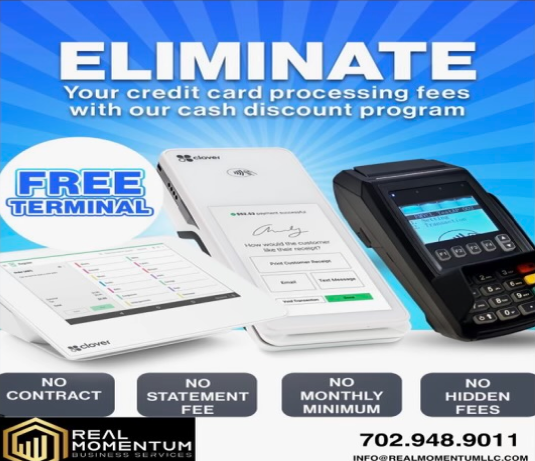 ELIMINATE
Your credit card processing fees
with our cash discount program
FREE
TERMINAL
clover
payment successful
How would the customer
like their receipt?
Print Customer Receipt
Email
Text Message
clover
NO
CONTRACT
NO
STATEMENT
FEE
NO
MONTHLY
MINIMUM
NO
HIDDEN
FEES
REAL
MOMENTUM
BUSINESS SERVICES
702.948.9011
INFO@REALMOMENTUMLLC.COM